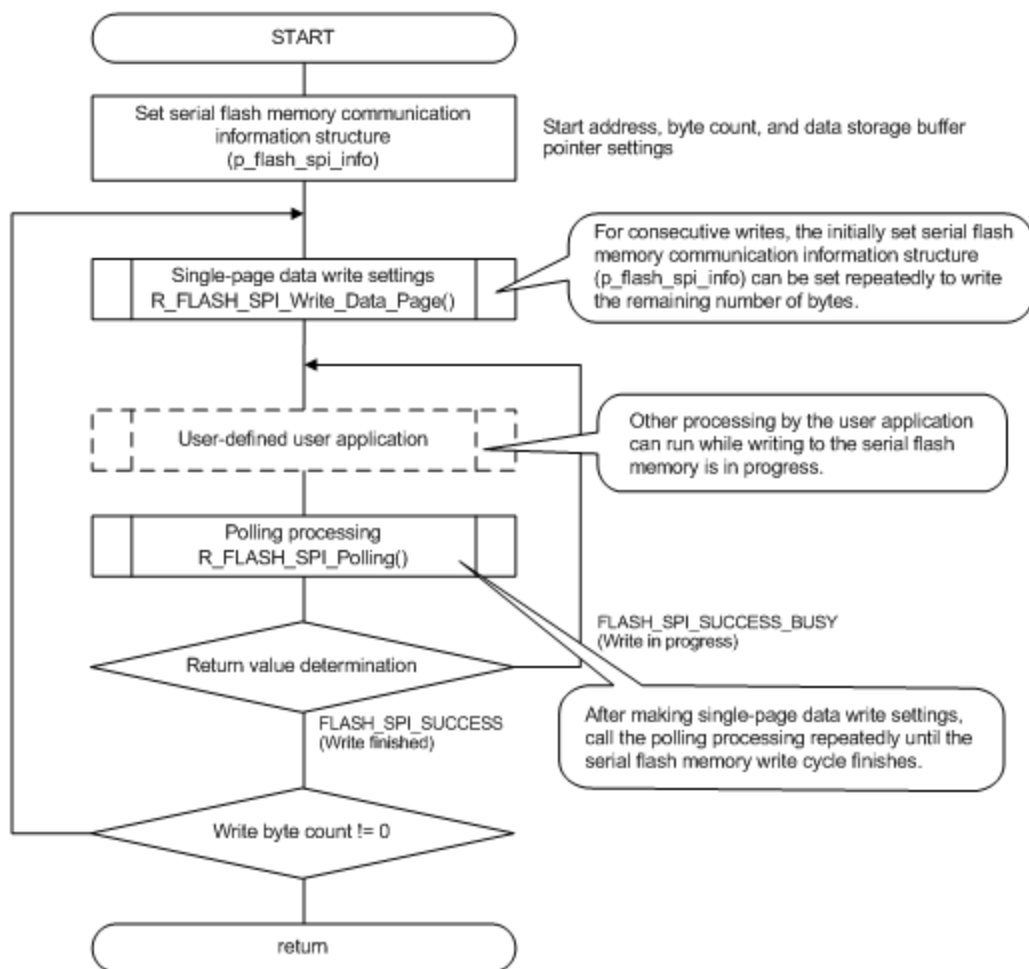 START
Set serial flash memory communication
information structure
(p_flash_spi_info)
Start address, byte count, and data storage buffer
pointer settings
For consecutive writes, the initially set serial flash
memory communication information structure
(p_flash_spi_info) can be set repeatedly to write
the remaining number of bytes.
Single-page data write settings
R_FLASH_SPI_Write_Data_Page()
User-defined user application
Other processing by the user application
can run while writing to the serial flash
memory is in progress.
Polling processing
R_FLASH_SPI_Polling()
FLASH_SPI_SUCCESS_BUSY
(Write in progress)
Return value determination
FLASH_SPI_SUCCESS
(Write finished)
After making single-page data write settings,
call the polling processing repeatedly until the
serial flash memory write cycle finishes.
Write byte count != 0
return